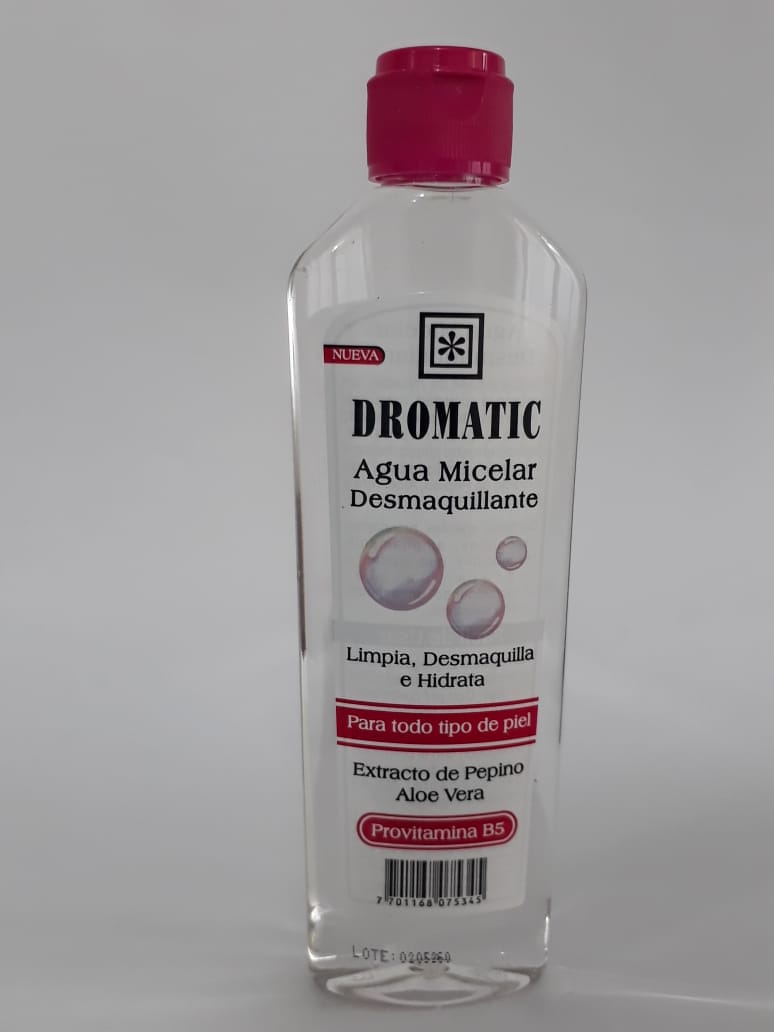 NUEVA
DROMATIC
Agua Micelar
Desmaquillante
Limpia, Desmaquilla
e Hidrata
Para todo tipo de piel
Extracto de Pepino
Aloe Vera
Provitamina B5
7 701168 075345
LOTE: 0205260